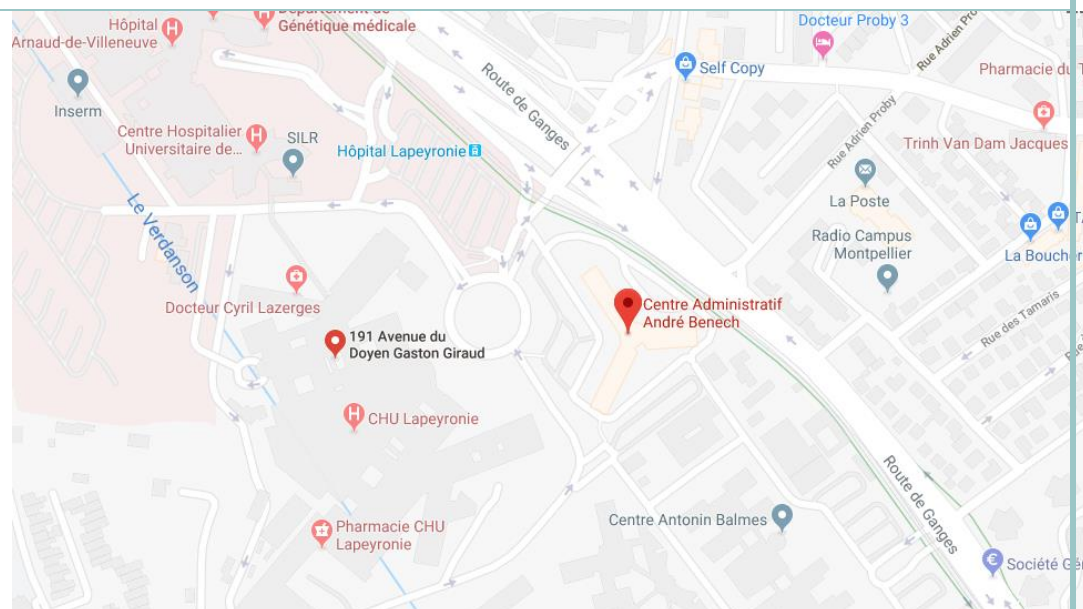 Département de
Génétique médicale
Hôpital
Arnaud-de-Villeneuve
Docteur Proby 3
Rue Adrien
Self Copy
Pharmacie du
Route de Ganges
Inserm
Centre Hospitalier
Universitaire de...
SILR
Hôpital Lapeyronie
Rue Adrien Proby
Trinh Van Dam Jacques
La Poste
Le Verdanson
Radio Campus
Montpellier
La Boucher
Docteur Cyril Lazerges
Centre Administratif
André Benech
Rue des Tamaris
191 Avenue du
Doyen Gaston Giraud
CHU Lapeyronie
Route de Ganges
Pharmacie CHU
Lapeyronie
Centre Antonin Balmes
Société